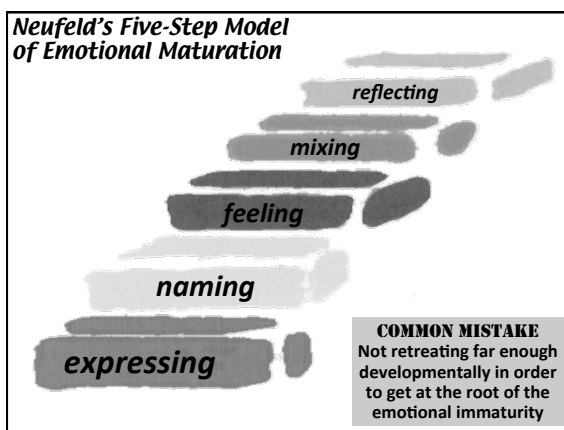 Neufeld's Five-Step Model
of Emotional Maturation
reflecting
mixing
feeling
naming
expressing
COMMON MISTAKE
Not retreating far enough
developmentally in order
to get at the root of the
emotional immaturity